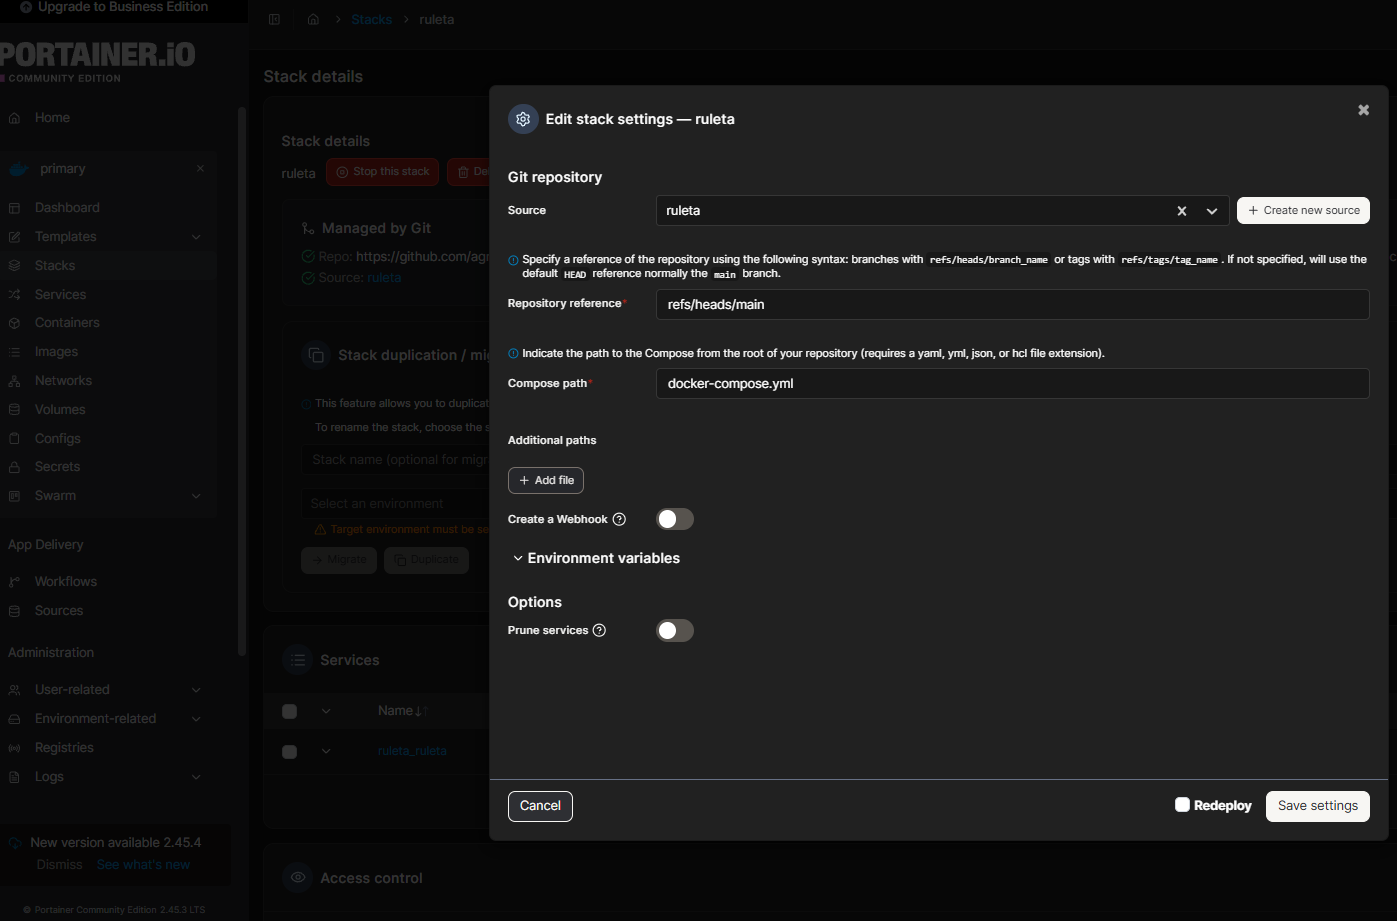 Upgrade to Business Edition
PORTAINER.iO
COMMUNITY EDITION
Home
primary
Dashboard
Templates
Stacks
Services
Containers
Images
Networks
Volumes
Configs
Secrets
Swarm
App Delivery
Workflows
Sources
Administration
User-related
Environment-related
Registries
Logs
New version available 2.45.4
Dismiss See what's new
Portainer Community Edition 2.45.3 LTS
Stacks > ruleta
Stack details
Stack details
ruleta Stop this stack
Managed by Git
Repo: https://github.com/
Source: ruleta
Stack duplication /
This feature allows you to
To rename the stack, choose the
Stack name (optional for
Select an environment
Target environment must be
Migrate Duplicate
Services
Name
ruleta_ruleta
Access control
Edit stack settings — ruleta
Git repository
Source ruleta + Create new source
Specify a reference of the repository using the following syntax: branches with refs/heads/branch_name or tags with refs/tags/tag_name. If not specified, will use the
default HEAD reference normally the main branch.
Repository reference* refs/heads/main
Indicate the path to the Compose from the root of your repository (requires a yaml, yml, json, or hcl file extension).
Compose path* docker-compose.yml
Additional paths
+ Add file
Create a Webhook
Environment variables
Options
Prune services
Cancel Redeploy Save settings